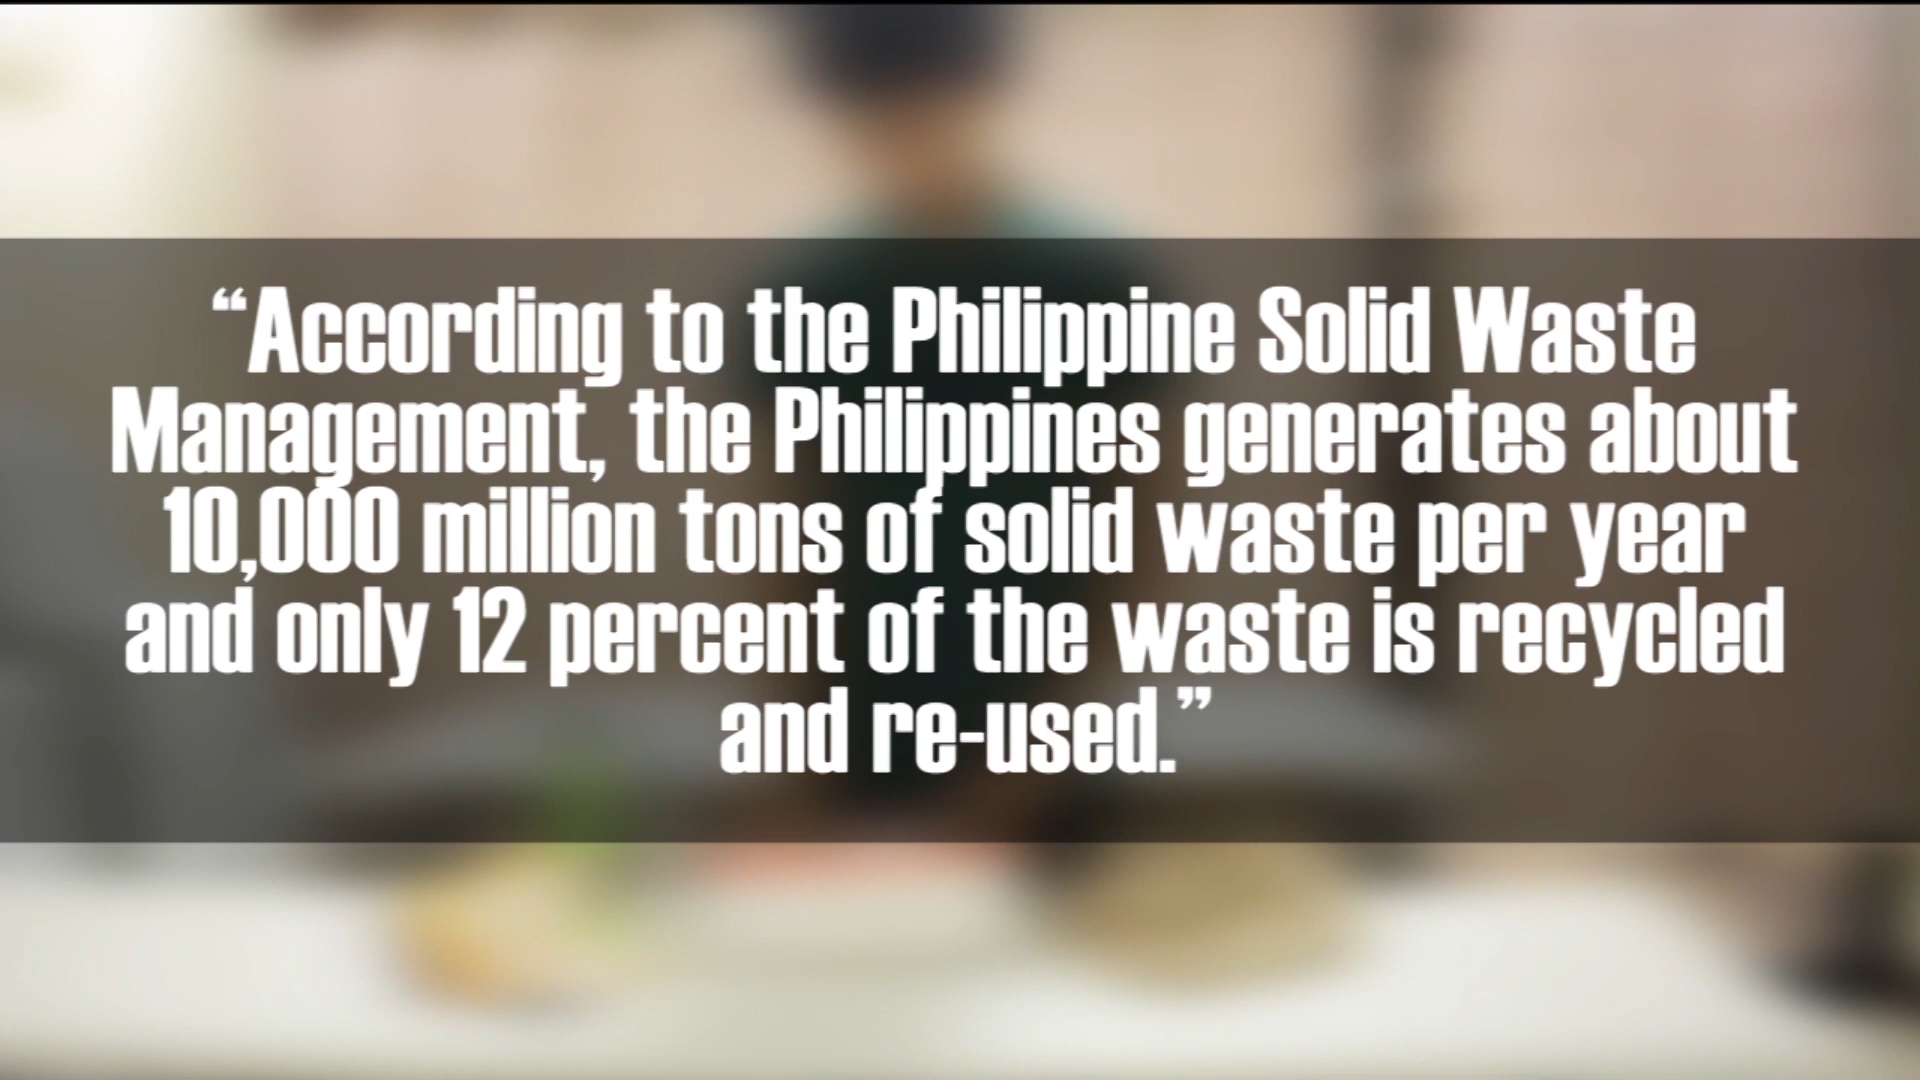 “According to the Philippine Solid Waste
Management, the Philippines generates about
10,000 million tons of solid waste per year
and only 12 percent of the waste is recycled
and re-used.”